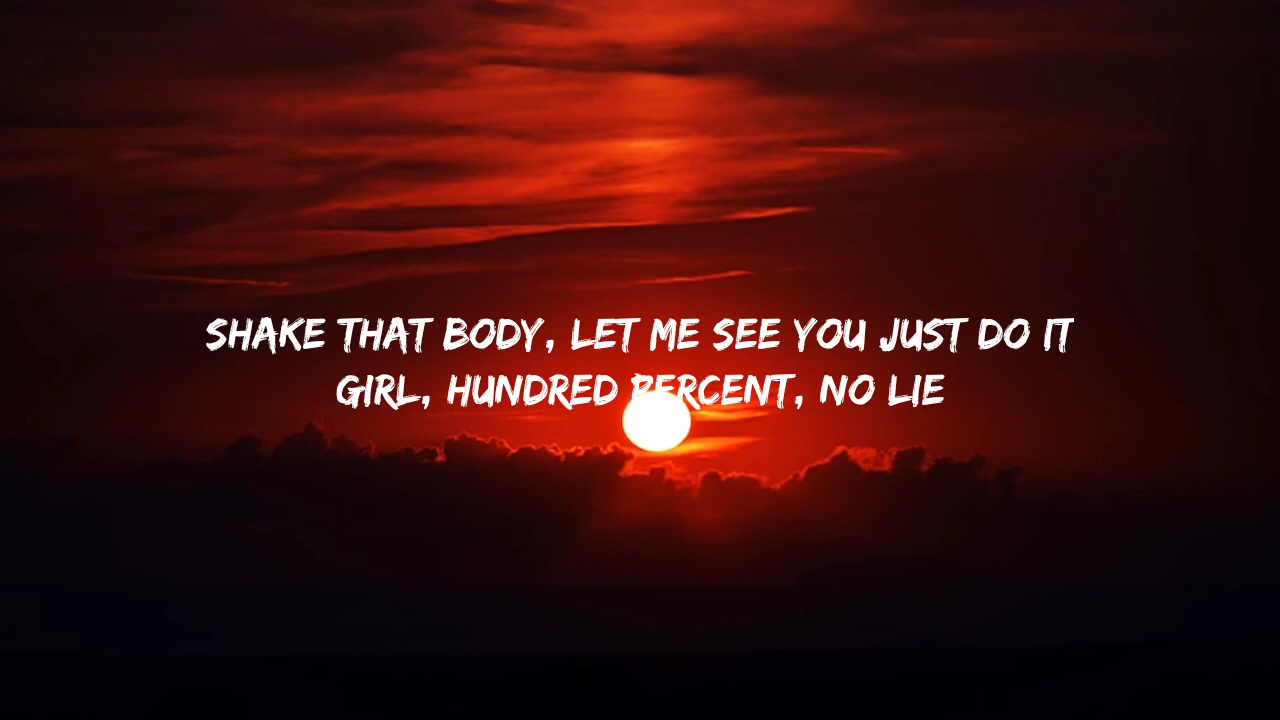 SHAKE THAT BODY, LET ME SEE YOU JUST DO IT
GIRL, HUNDRED PERCENT, NO LIE